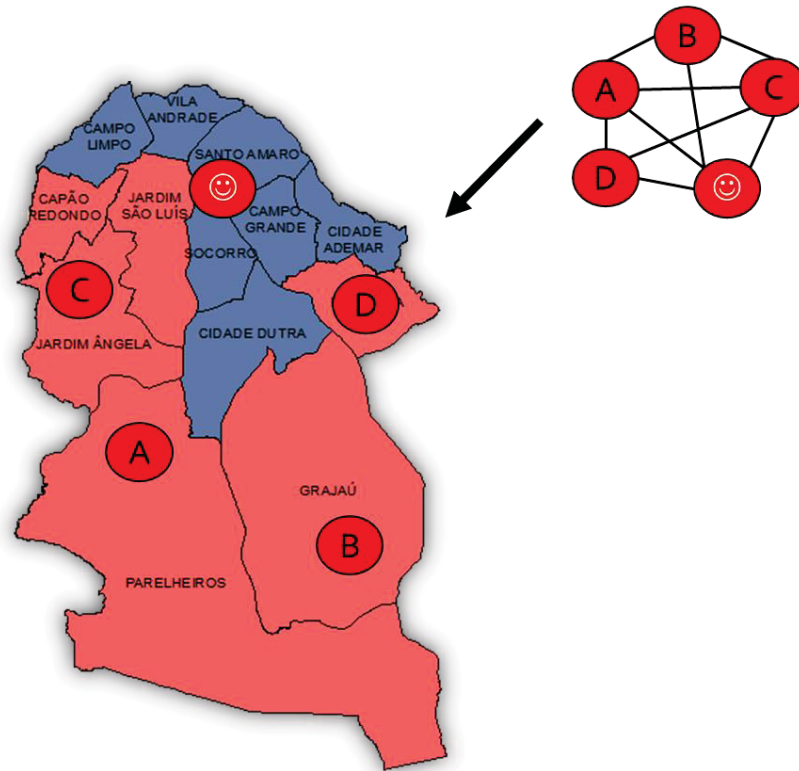 B
A
C
D
VILA
ANDRADE
CAMPO
LIMPO
SANTO AMARO
CAPÃO
REDONDO
JARDIM
SÃO LUÍS
CAMPO
GRANDE
CIDADE
ADEMAR
SOCORRO
C
D
CIDADE DUTRA
JARDIM ÂNGELA
A
GRAJAÚ
B
PARELHEIROS